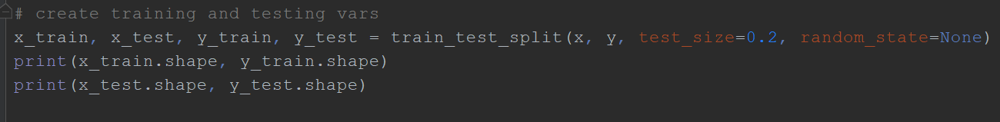 # create training and testing vars
x_train, x_test, y_train, y_test = train_test_split(x, y, test_size=0.2, random_state=None)
print(x_train.shape, y_train.shape)
print(x_test.shape, y_test.shape)